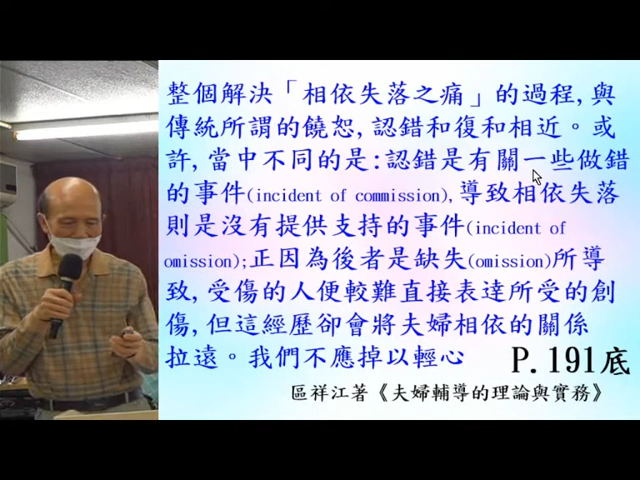 整個解決「相依失落之痛」的過程,與
傳統所謂的饒恕,認錯和復和相近。或
許,當中不同的是:認錯是有關一些做錯
的事件(incident of commission),導致相依失落
則是沒有提供支持的事件(incident of
omission);正因為後者是缺失(omission)所導
致,受傷的人便較難直接表達所受的創
傷,但這經歷卻會將夫婦相依的關係
拉遠。我們不應掉以輕心 P.191底
區祥江著《夫婦輔導的理論與實務》